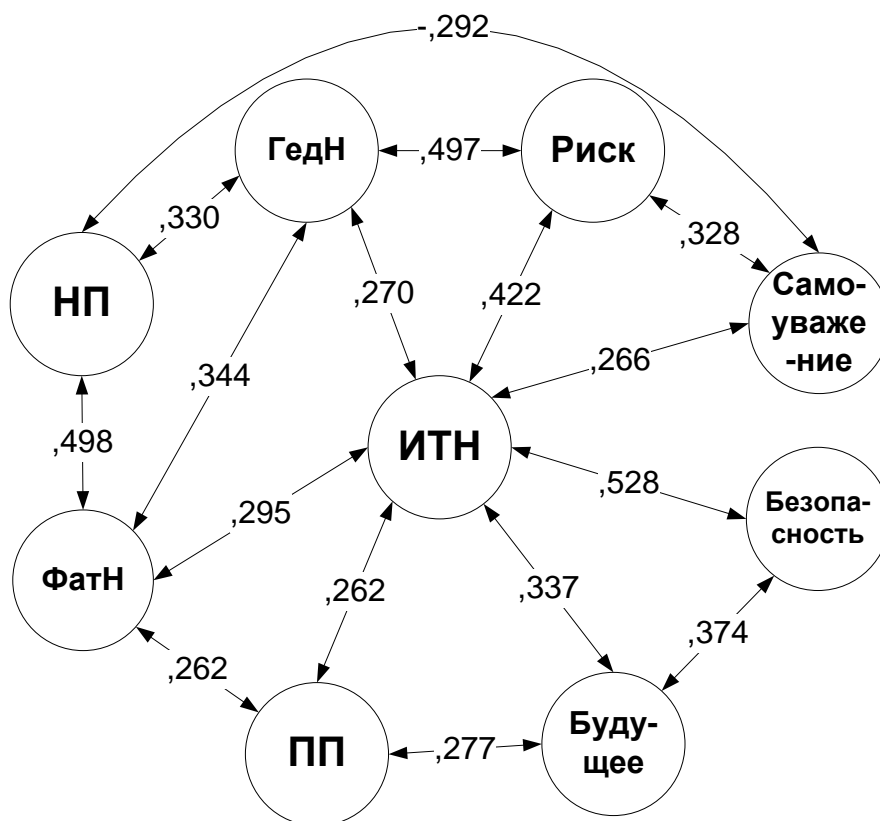 -,292
ГедН
,497
Риск
,330
,328
НП
,270
,422
Само-
уваже
-ние
,344
,266
,498
ИТН
,528
Безопа-
сность
,295
ФатН
,262
,337
,374
,262
ПП
,277
Буду-
щее